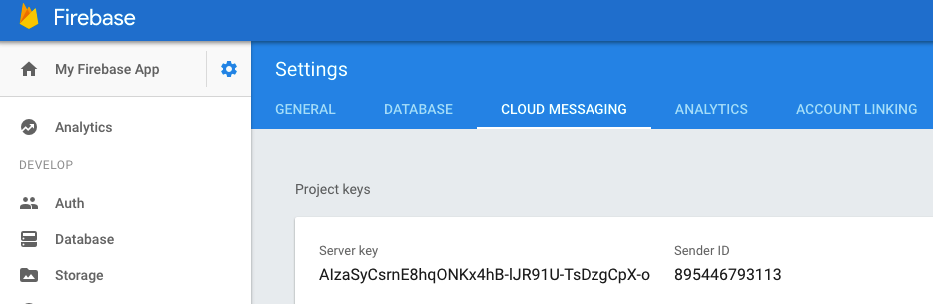 Firebase
My Firebase App
Settings
GENERAL DATABASE CLOUD MESSAGING ANALYTICS ACCOUNT LINKING
Analytics
DEVELOP
Auth
Database
Storage
Project keys
Server key
AIzaSyCsrnE8hqONKx4hB-lJR91U-TsDzgCpX-o
Sender ID
895446793113